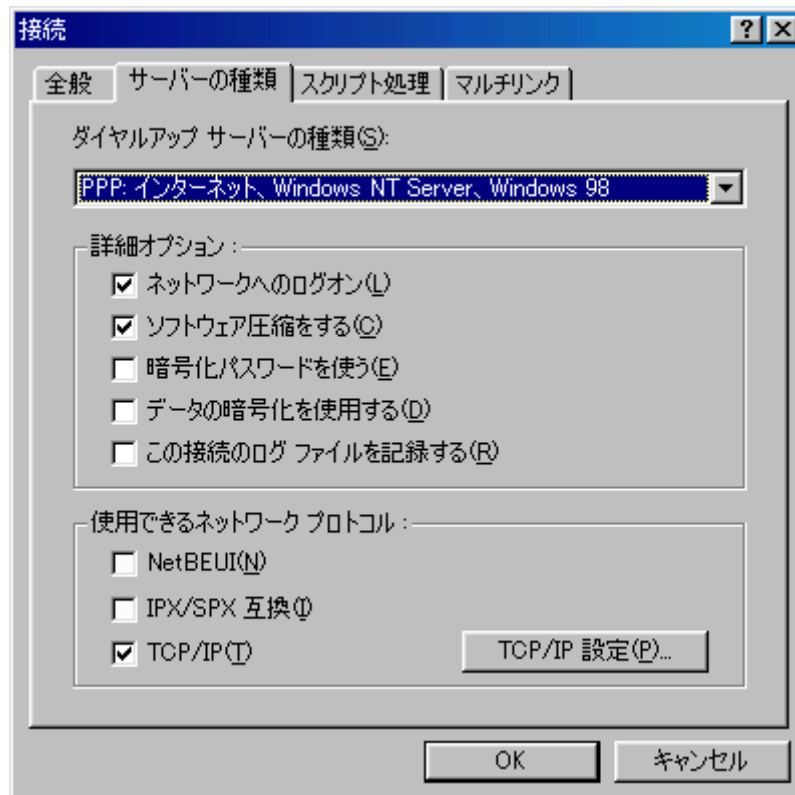 接続
全般 サーバーの種類 スクリプト処理 マルチリンク
ダイヤルアップ サーバーの種類(S):
PPP: インターネット、Windows NT Server、Windows 98
詳細オプション :
ネットワークへのログオン(L)
ソフトウェア圧縮をする(C)
暗号化パスワードを使う(E)
データの暗号化を使用する(D)
この接続のログ ファイルを記録する(R)
使用できるネットワーク プロトコル :
NetBEUI(N)
IPX/SPX 互換(I)
TCP/IP(T) TCP/IP 設定(P)...
OK キャンセル